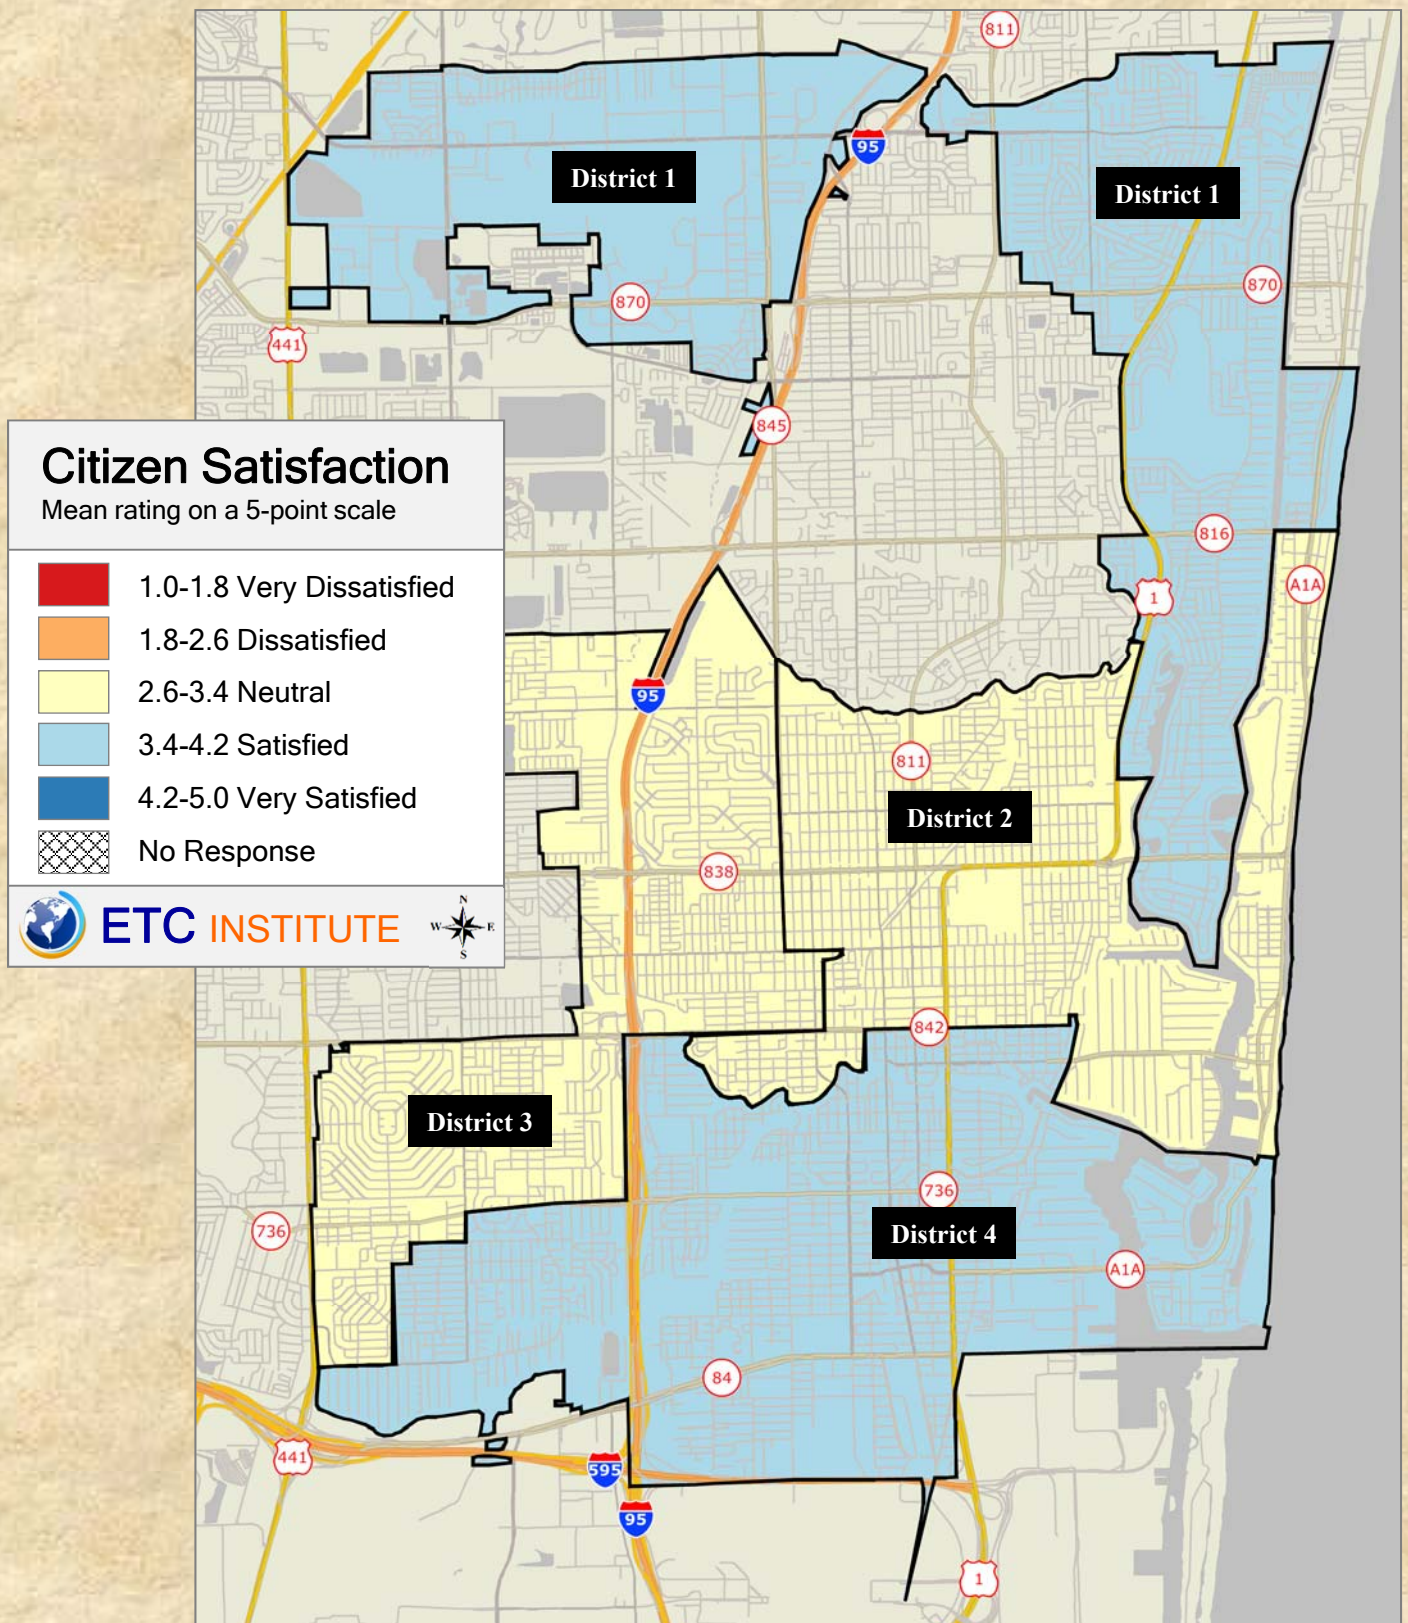 811
95
District 1
District 1
870
870
441
845
Citizen Satisfaction
Mean rating on a 5-point scale
1.0-1.8 Very Dissatisfied
1.8-2.6 Dissatisfied
2.6-3.4 Neutral
3.4-4.2 Satisfied
4.2-5.0 Very Satisfied
No Response
ETC INSTITUTE
N
W E
S
816
A1A
1
95
811
District 2
838
842
District 3
736
736
District 4
A1A
84
441
595
95
1